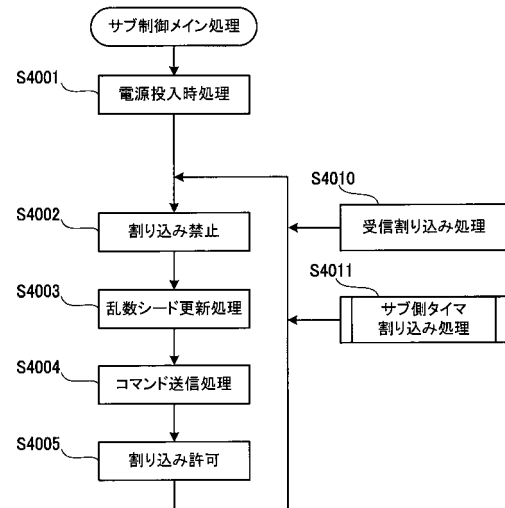 サブ制御メイン処理
S4001
電源投入時処理
S4010
受信割り込み処理
S4002
割り込み禁止
S4011
サブ側タイマ
割り込み処理
S4003
乱数シード更新処理
S4004
コマンド送信処理
S4005
割り込み許可